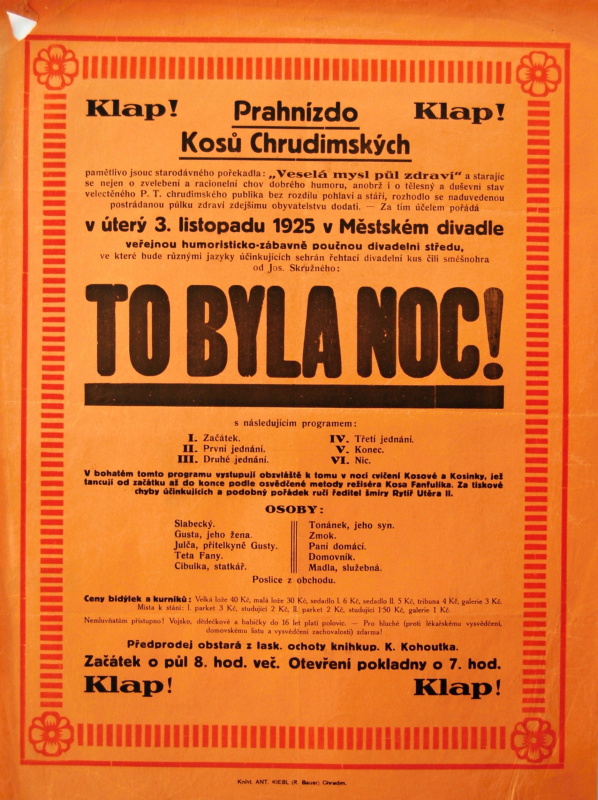 Klap! Prahnízdo Klap!
Kosů Chrudimských
pamětlivo jsouc starodávného pořekadla: „Veselá mysl půl zdraví“ a starajíc
se nejen o zvelebení a racionelní chov dobrého humoru, anobrž i o tělesný a duševní stav
velectěného P. T. chrudimského publika bez rozdílu pohlaví a stáří, rozhodlo se naduvedenou
postrádanou půlku zdraví zdejšímu obyvatelstvu dodati. — Za tím účelem pořádá
v úterý 3. listopadu 1925 v Městském divadle
veřejnou humoristicko-zábavně poučnou divadelní středu,
ve které bude různými jazyky účinkujících sehrán řehtací divadelní kus čili směšnohra
od Jos. Skružného:
TO BYLA NOC!
s následujícím programem:
I. Začátek.
II. První jednání.
III. Druhé jednání.
IV. Třetí jednání.
V. Konec.
VI. Nic.
V bohatém tomto programu vystupují obzvláště k tomu v noci cvičení Kosové a Kosinky, jež
tancují od začátku až do konce podle osvědčené metody režiséra Kosa Fanfulíka. Za tiskové
chyby účinkujících a podobný pořádek ručí ředitel šmíry Rytíř Utěra II.
OSOBY:
Slabecký.
Gusta, jeho žena.
Julča, přítelkyně Gusty.
Teta Fany.
Cibulka, statkář.
Tonánek, jeho syn.
Zmok.
Paní domácí.
Domovník.
Madla, služebná.
Poslice z obchodu.
Ceny bidýlek a kurníků: Velká lože 40 Kč, malá lože 30 Kč, sedadlo I. 6 Kč, sedadlo II. 5 Kč, tribuna 4 Kč, galerie 3 Kč.
Místa k stání: I. parket 3 Kč, studující 2 Kč, II. parket 2 Kč, studující 1·50 Kč, galerie 1 Kč.
Nemluvňatům přístupno! Vojsko, dědečkové a babičky do 16 let platí polovic. — Pro hluché (proti lékařskému vysvědčení,
domovskému listu a vysvědčení zachovalosti) zdarma!
Předprodej obstará z lask. ochoty knihkup. K. Kohoutka.
Začátek o půl 8. hod. več. Otevření pokladny o 7. hod.
Klap! Klap!
Kniht. ANT. KIEBL (R. Bauer) Chrudim.